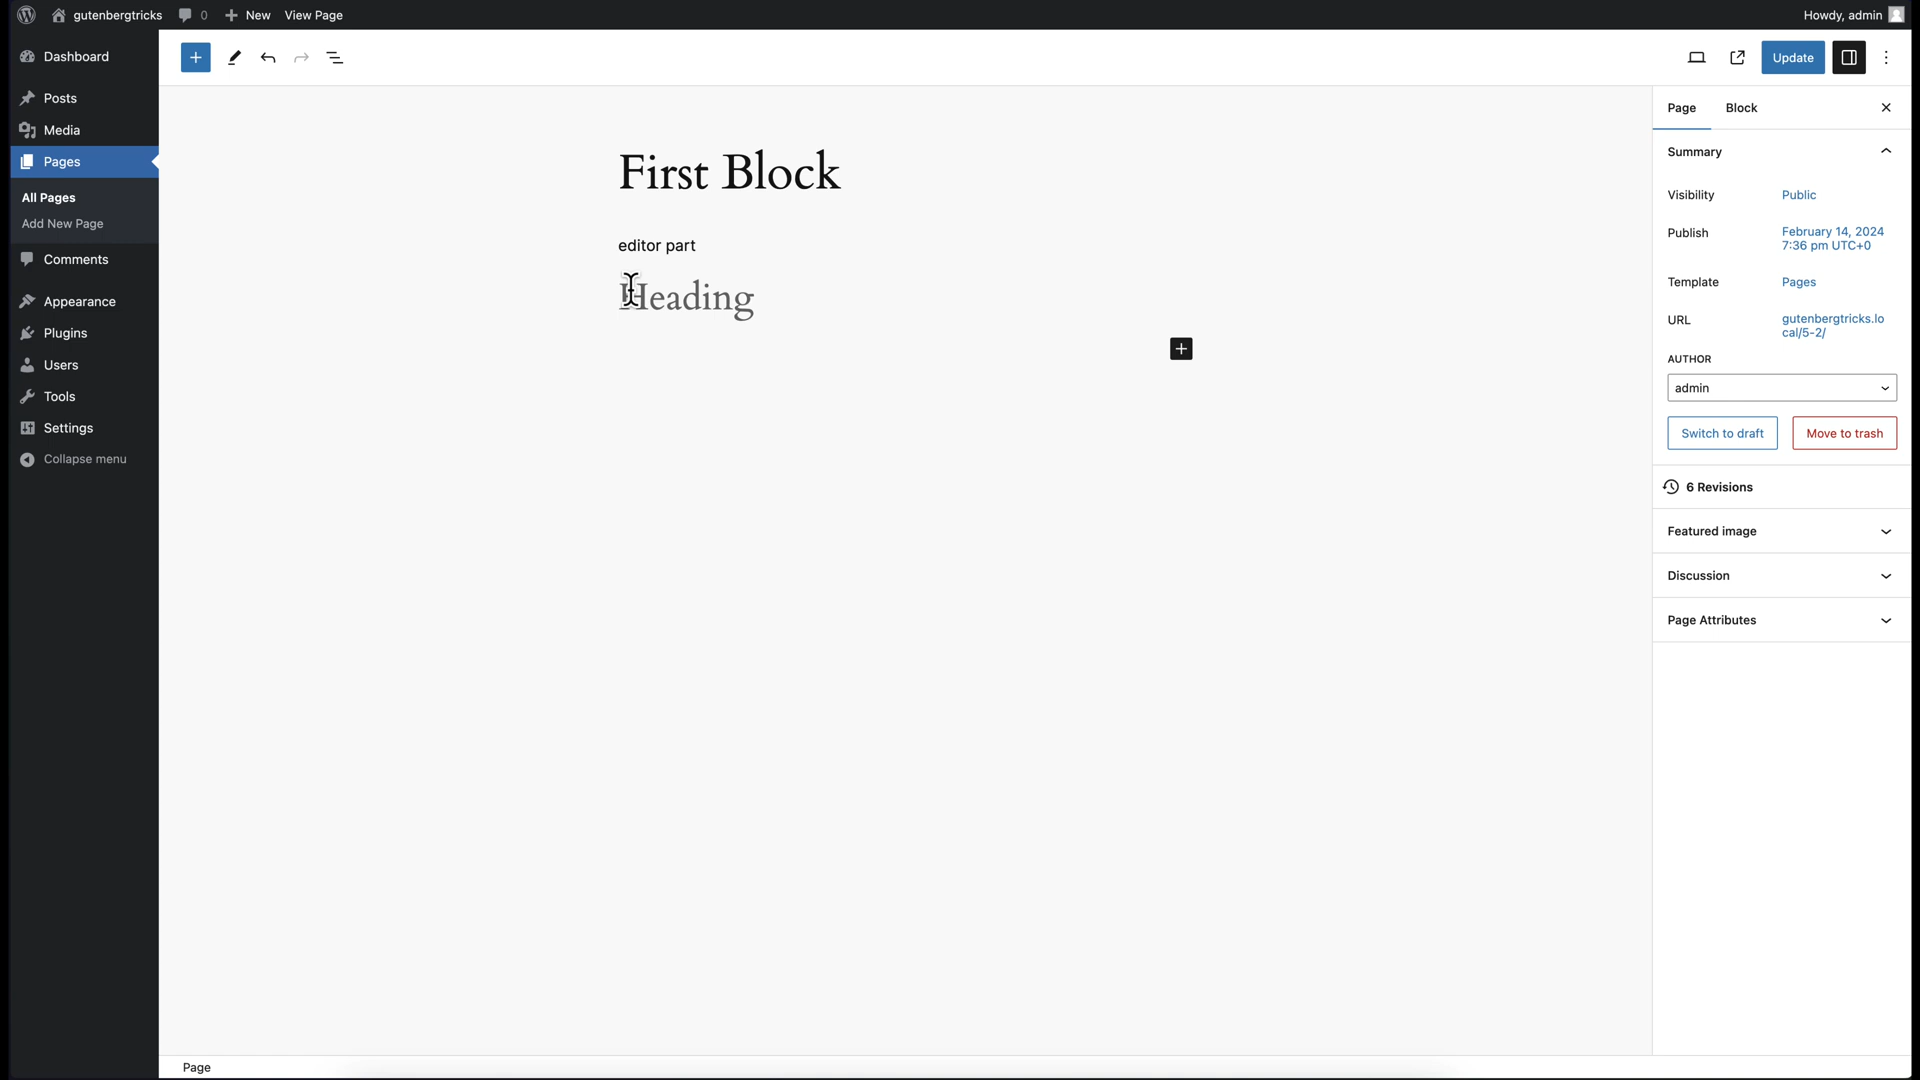 gutenbergtricks 0 New View Page Howdy, admin
Dashboard
Posts
Media
Pages
All Pages
Add New Page
Comments
Appearance
Plugins
Users
Tools
Settings
Collapse menu
Update
First Block
editor part
Heading
Page Block
Summary
Visibility Public
Publish February 14, 2024
7:36 pm UTC+0
Template Pages
URL gutenbergtricks.lo
cal/5-2/
AUTHOR
admin
Switch to draft Move to trash
6 Revisions
Featured image
Discussion
Page Attributes
Page